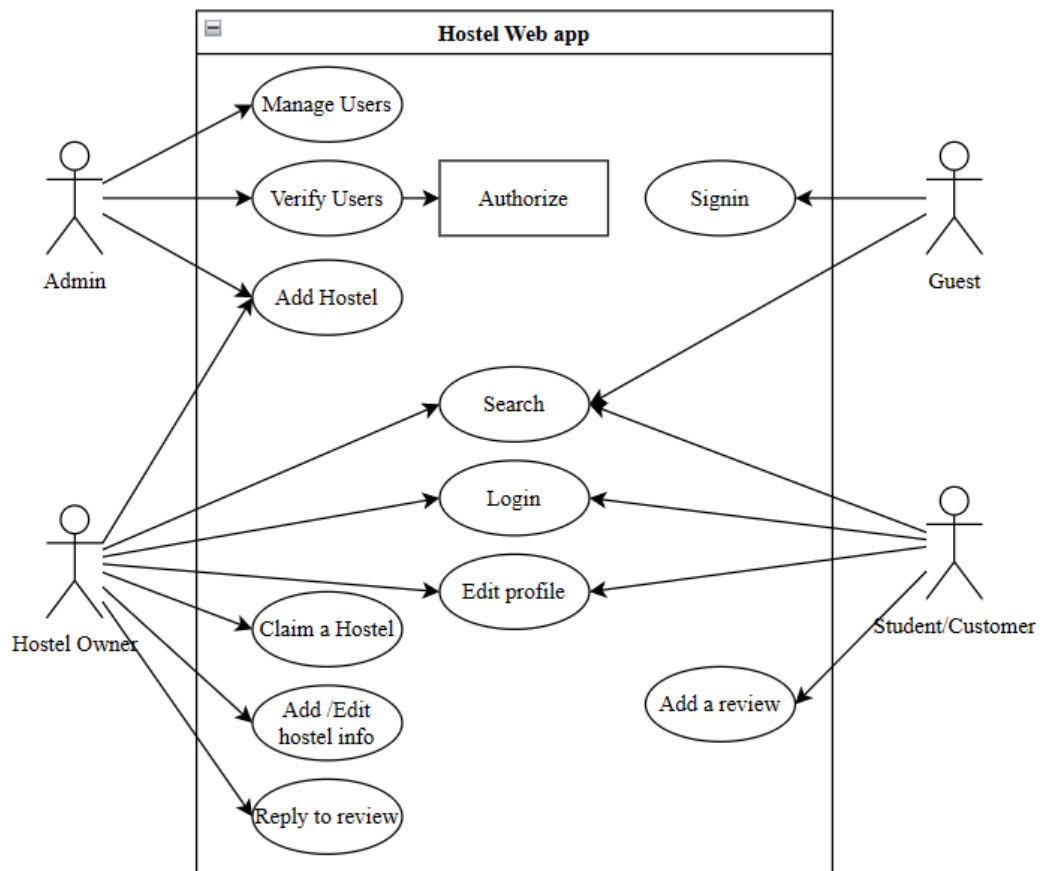 Hostel Web app
Manage Users
Verify Users
Authorize
Signin
Admin
Guest
Add Hostel
Search
Login
Edit profile
Claim a Hostel
Hostel Owner
Student/Customer
Add /Edit
hostel info
Add a review
Reply to review